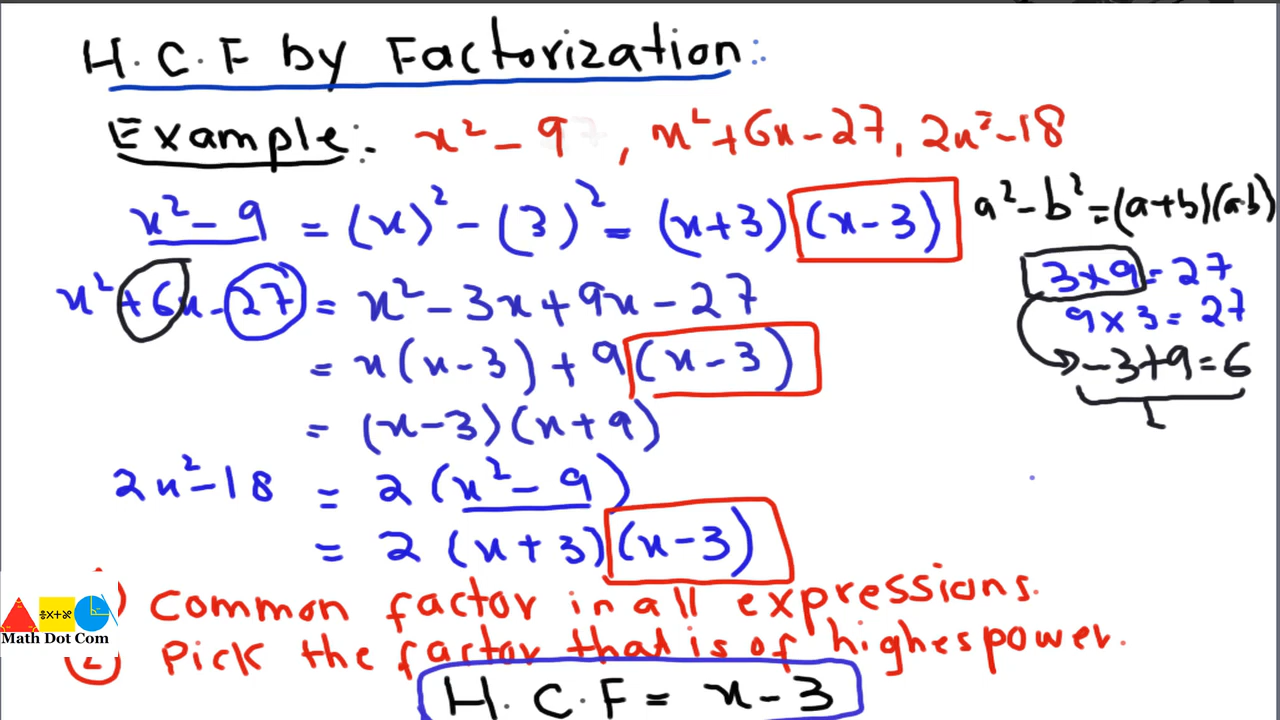 H.C.F by Factorization:
Example:- x² - 9, x² + 6x - 27, 2x² - 18
x² - 9 = (x)² - (3)² = (x+3)(x-3)
a² - b² = (a+b)(a-b)
x² + 6x - 27 = x² - 3x + 9x - 27
3×9 = 27
9×3 = 27
= x(x-3) + 9(x-3)
-3+9=6
= (x-3)(x+9)
2x² - 18 = 2(x² - 9)
= 2(x+3)(x-3)
Common factor in all expressions.
Math Dot Com
2 Pick the factor that is of highes power.
H.C.F = x - 3